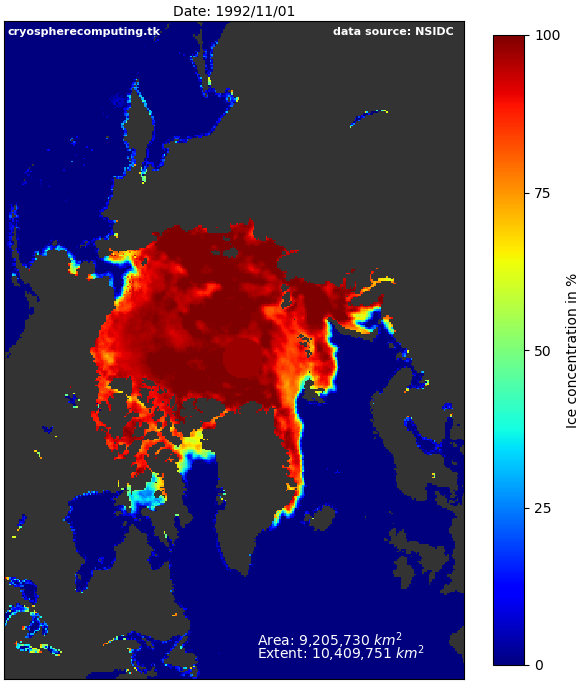 Date: 1992/11/01
cryospherecomputing.tk
data source: NSIDC
100
75
50
25
0
Ice concentration in %
Area: 9,205,730 km²
Extent: 10,409,751 km²